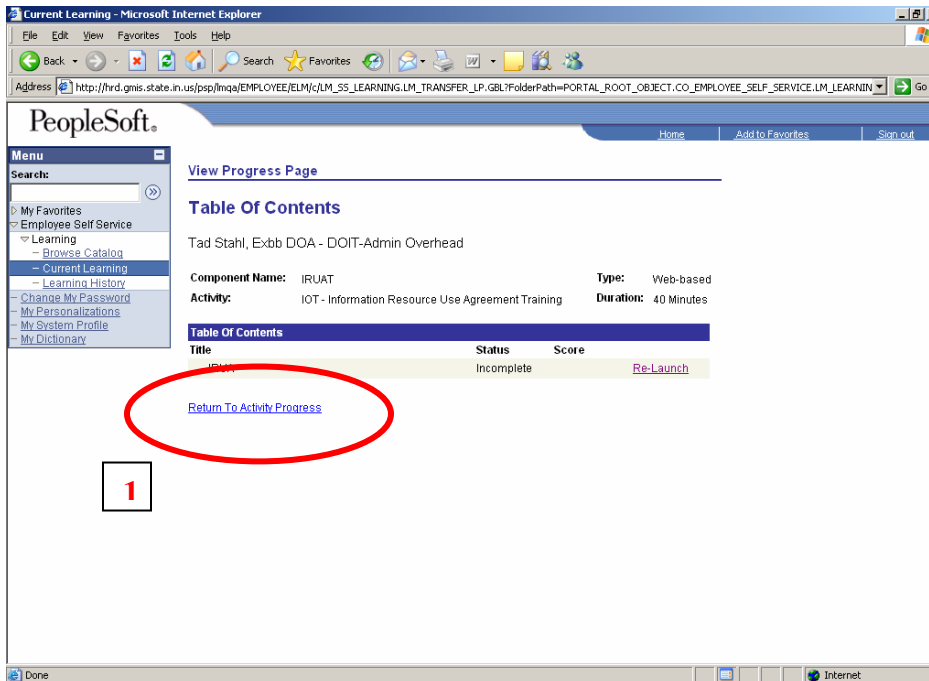 Current Learning - Microsoft Internet Explorer
File Edit View Favorites Tools Help
Back Search Favorites
Address http://hrd.gmis.state.in.us/psp/lmqa/EMPLOYEE/ELM/c/LM_SS_LEARNING.LM_TRANSFER_LP.GBL?FolderPath=PORTAL_ROOT_OBJECT.CO_EMPLOYEE_SELF_SERVICE.LM_LEARNIN Go
PeopleSoft.
Home Add to Favorites Sign out
Menu
Search:
My Favorites
Employee Self Service
Learning
– Browse Catalog
– Current Learning
– Learning History
– Change My Password
– My Personalizations
– My System Profile
– My Dictionary
View Progress Page
Table Of Contents
Tad Stahl, Exbb DOA - DOIT-Admin Overhead
Component Name: IRUAT Type: Web-based
Activity: IOT - Information Resource Use Agreement Training Duration: 40 Minutes
Table Of Contents
Title Status Score
IRUA Incomplete Re-Launch
Return To Activity Progress
1
Done Internet